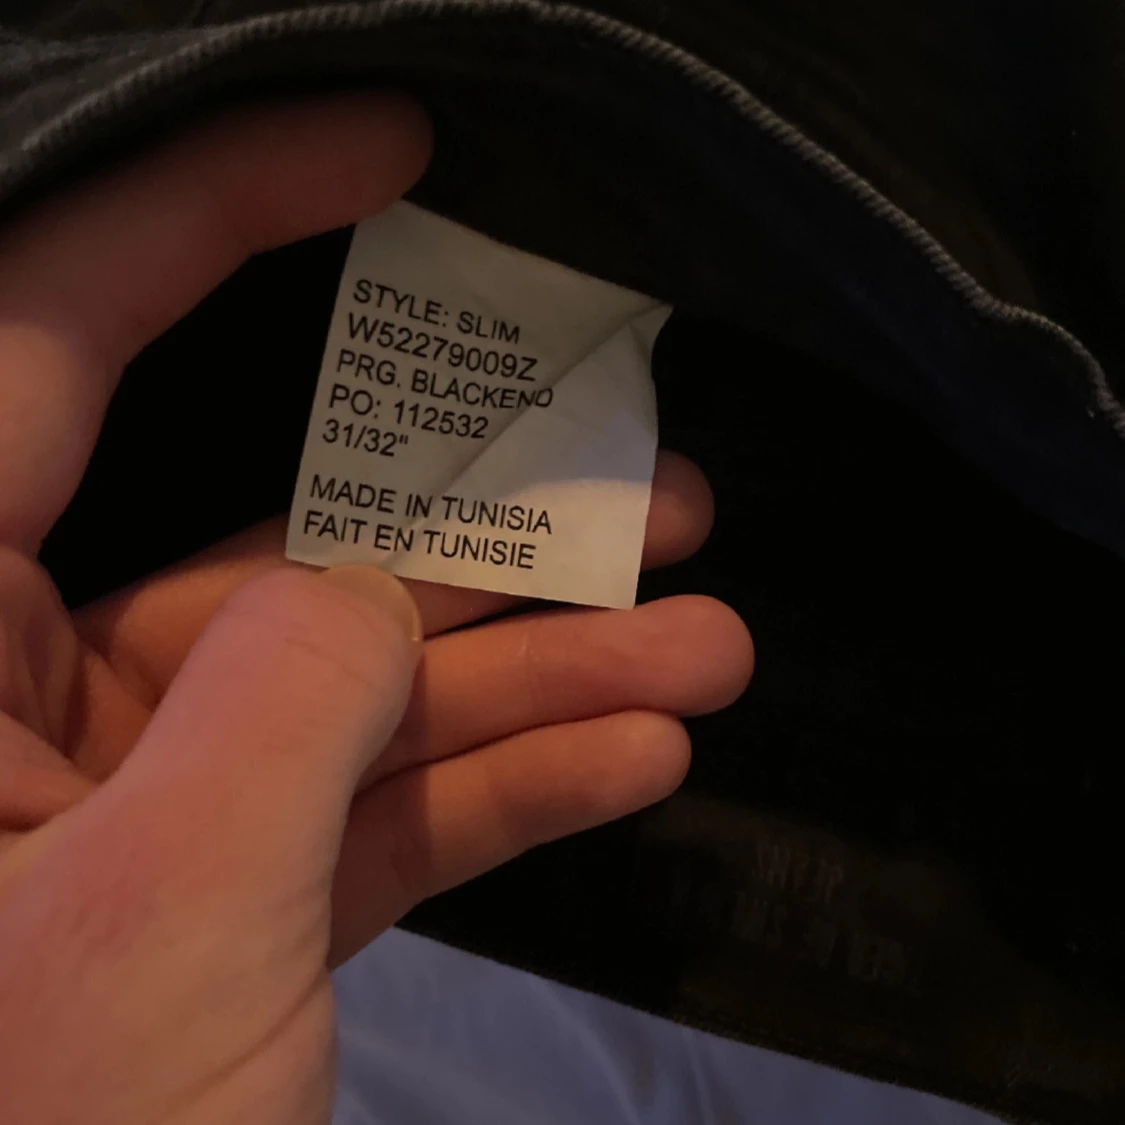 STYLE: SLIM
W52279009Z
PRG. BLACKEND
PO: 112532
31/32"
MADE IN TUNISIA
FAIT EN TUNISIE